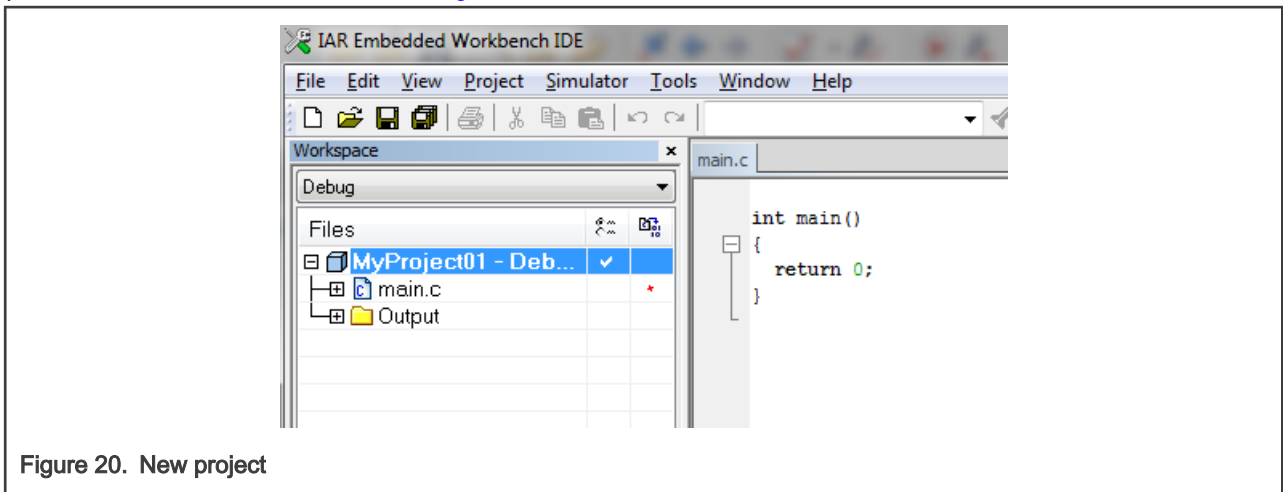 IAR Embedded Workbench IDE
File Edit View Project Simulator Tools Window Help
Workspace
main.c
Debug
Files
MyProject01 - Deb...
main.c
Output
int main()
{
return 0;
}
Figure 20. New project